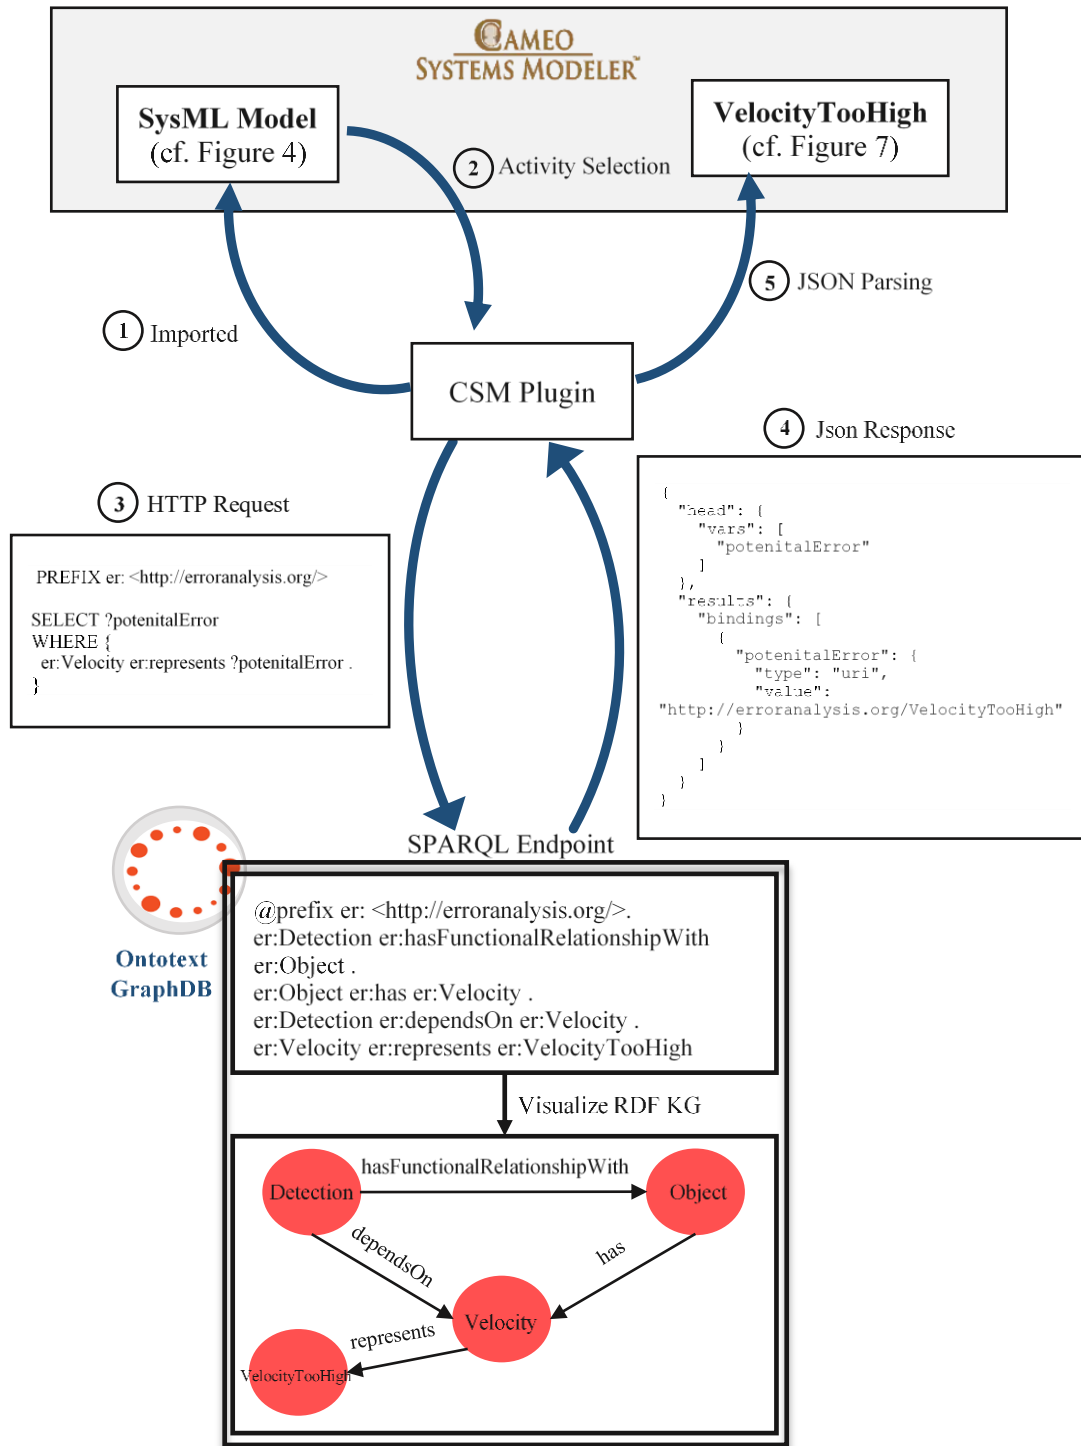 CAMEO
SYSTEMS MODELER™
SysML Model
(cf. Figure 4)
VelocityTooHigh
(cf. Figure 7)
2 Activity Selection
5 JSON Parsing
1 Imported
CSM Plugin
4 Json Response
3 HTTP Request
PREFIX er: <http://erroranalysis.org/>
SELECT ?potenitalError
WHERE {
er:Velocity er:represents ?potenitalError .
}
{
"head": {
"vars": [
"potenitalError"
]
},
"results": {
"bindings": [
{
"potenitalError": {
"type": "uri",
"value":
"http://erroranalysis.org/VelocityTooHigh"
}
}
]
}
}
SPARQL Endpoint
Ontotext
GraphDB
@prefix er: <http://erroranalysis.org/>.
er:Detection er:hasFunctionalRelationshipWith
er:Object .
er:Object er:has er:Velocity .
er:Detection er:dependsOn er:Velocity .
er:Velocity er:represents er:VelocityTooHigh
Visualize RDF KG
hasFunctionalRelationshipWith
Detection
Object
dependsOn
has
Velocity
represents
VelocityTooHigh